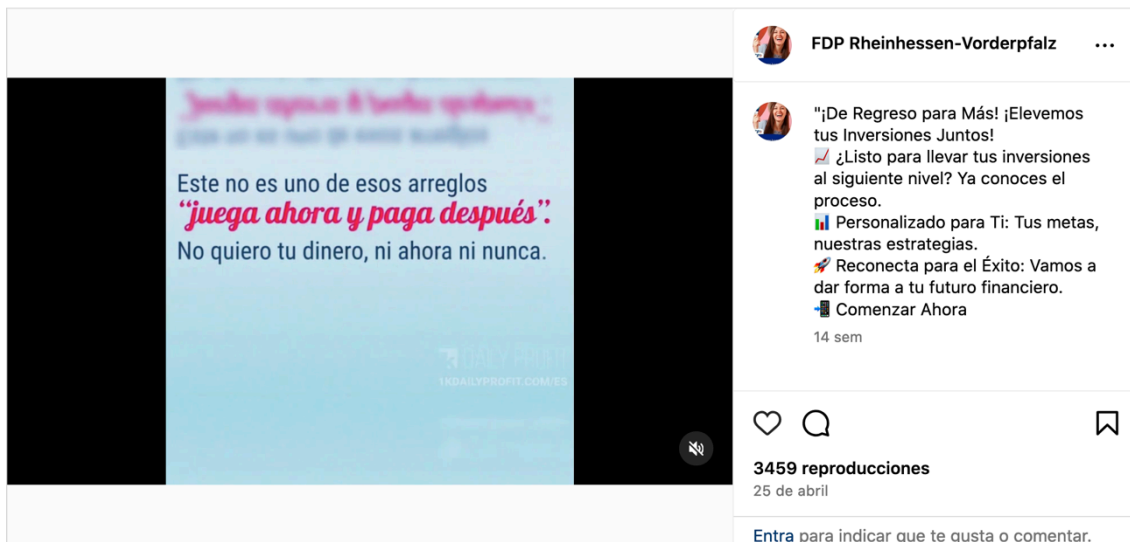 Este no es uno de esos arreglos
“juega ahora y paga después”.
No quiero tu dinero, ni ahora ni nunca.
1K DAILY PROFIT
1KDAILYPROFIT.COM/ES
FDP Rheinhessen-Vorderpfalz
"¡De Regreso para Más! ¡Elevemos
tus Inversiones Juntos!
📈 ¿Listo para llevar tus inversiones
al siguiente nivel? Ya conoces el
proceso.
📊 Personalizado para Ti: Tus metas,
nuestras estrategias.
🚀 Reconecta para el Éxito: Vamos a
dar forma a tu futuro financiero.
📲 Comenzar Ahora
14 sem
3459 reproducciones
25 de abril
Entra para indicar que te gusta o comentar.